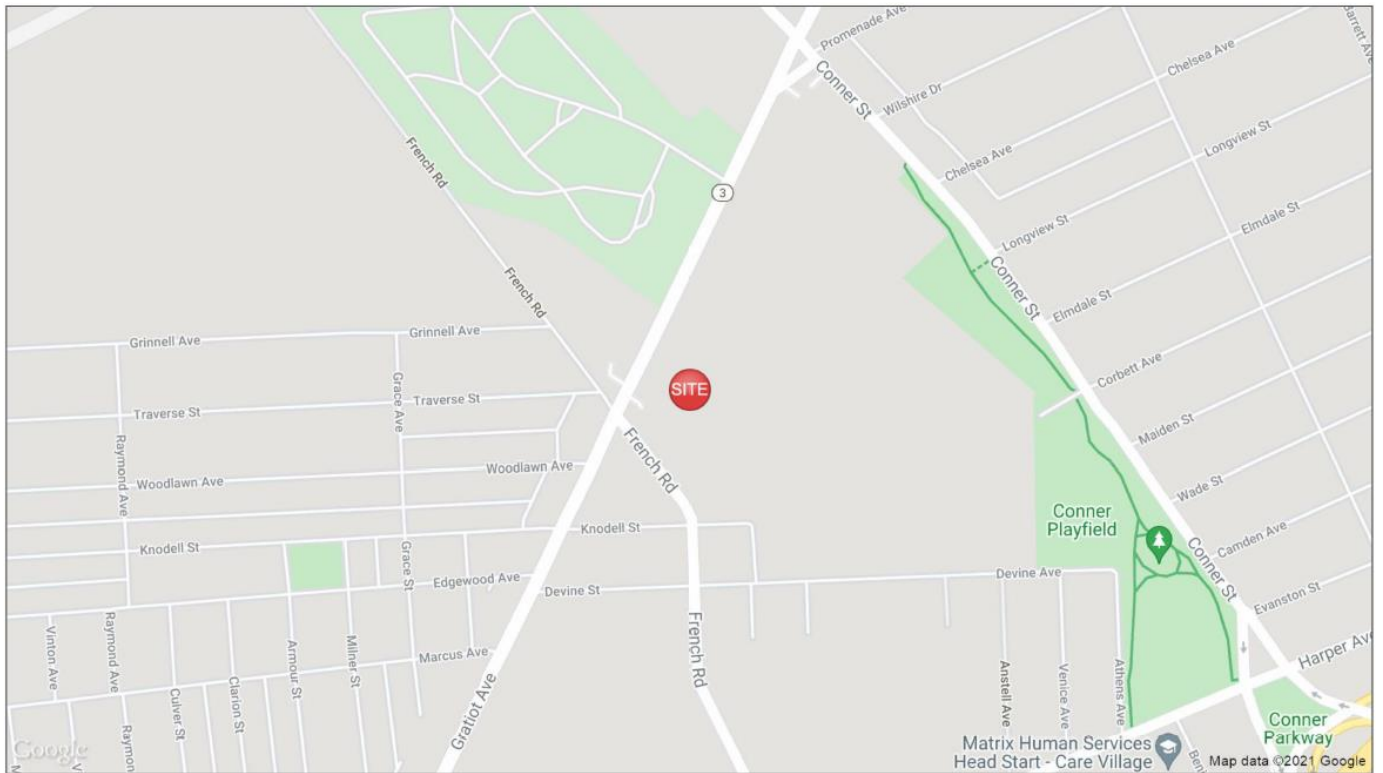 Promenade Ave
Barrett Ave
Conner St
Wilshire Dr
Chelsea Ave
Chelsea Ave
Longview St
French Rd
3
Elmdale St
Longview St
French Rd
Conner St
Elmdale St
Grinnell Ave
Grinnell Ave
Corbett Ave
SITE
Grace Ave
Traverse St
Traverse St
Maiden St
Raymond Ave
French Rd
Woodlawn Ave
Woodlawn Ave
Wade St
Conner
Playfield
Knodell St
Knodell St
Camden Ave
Conner St
Grace St
Edgewood Ave
Devine St
Devine Ave
Evanston St
Vinton Ave
Raymond Ave
Armour St
Milner St
French Rd
Harper Ave
Marcus Ave
Culver St
Clarion St
Anstell Ave
Venice Ave
Athens Ave
Gratiot Ave
Conner
Parkway
Matrix Human Services
Head Start - Care Village
Google
Map data ©2021 Google